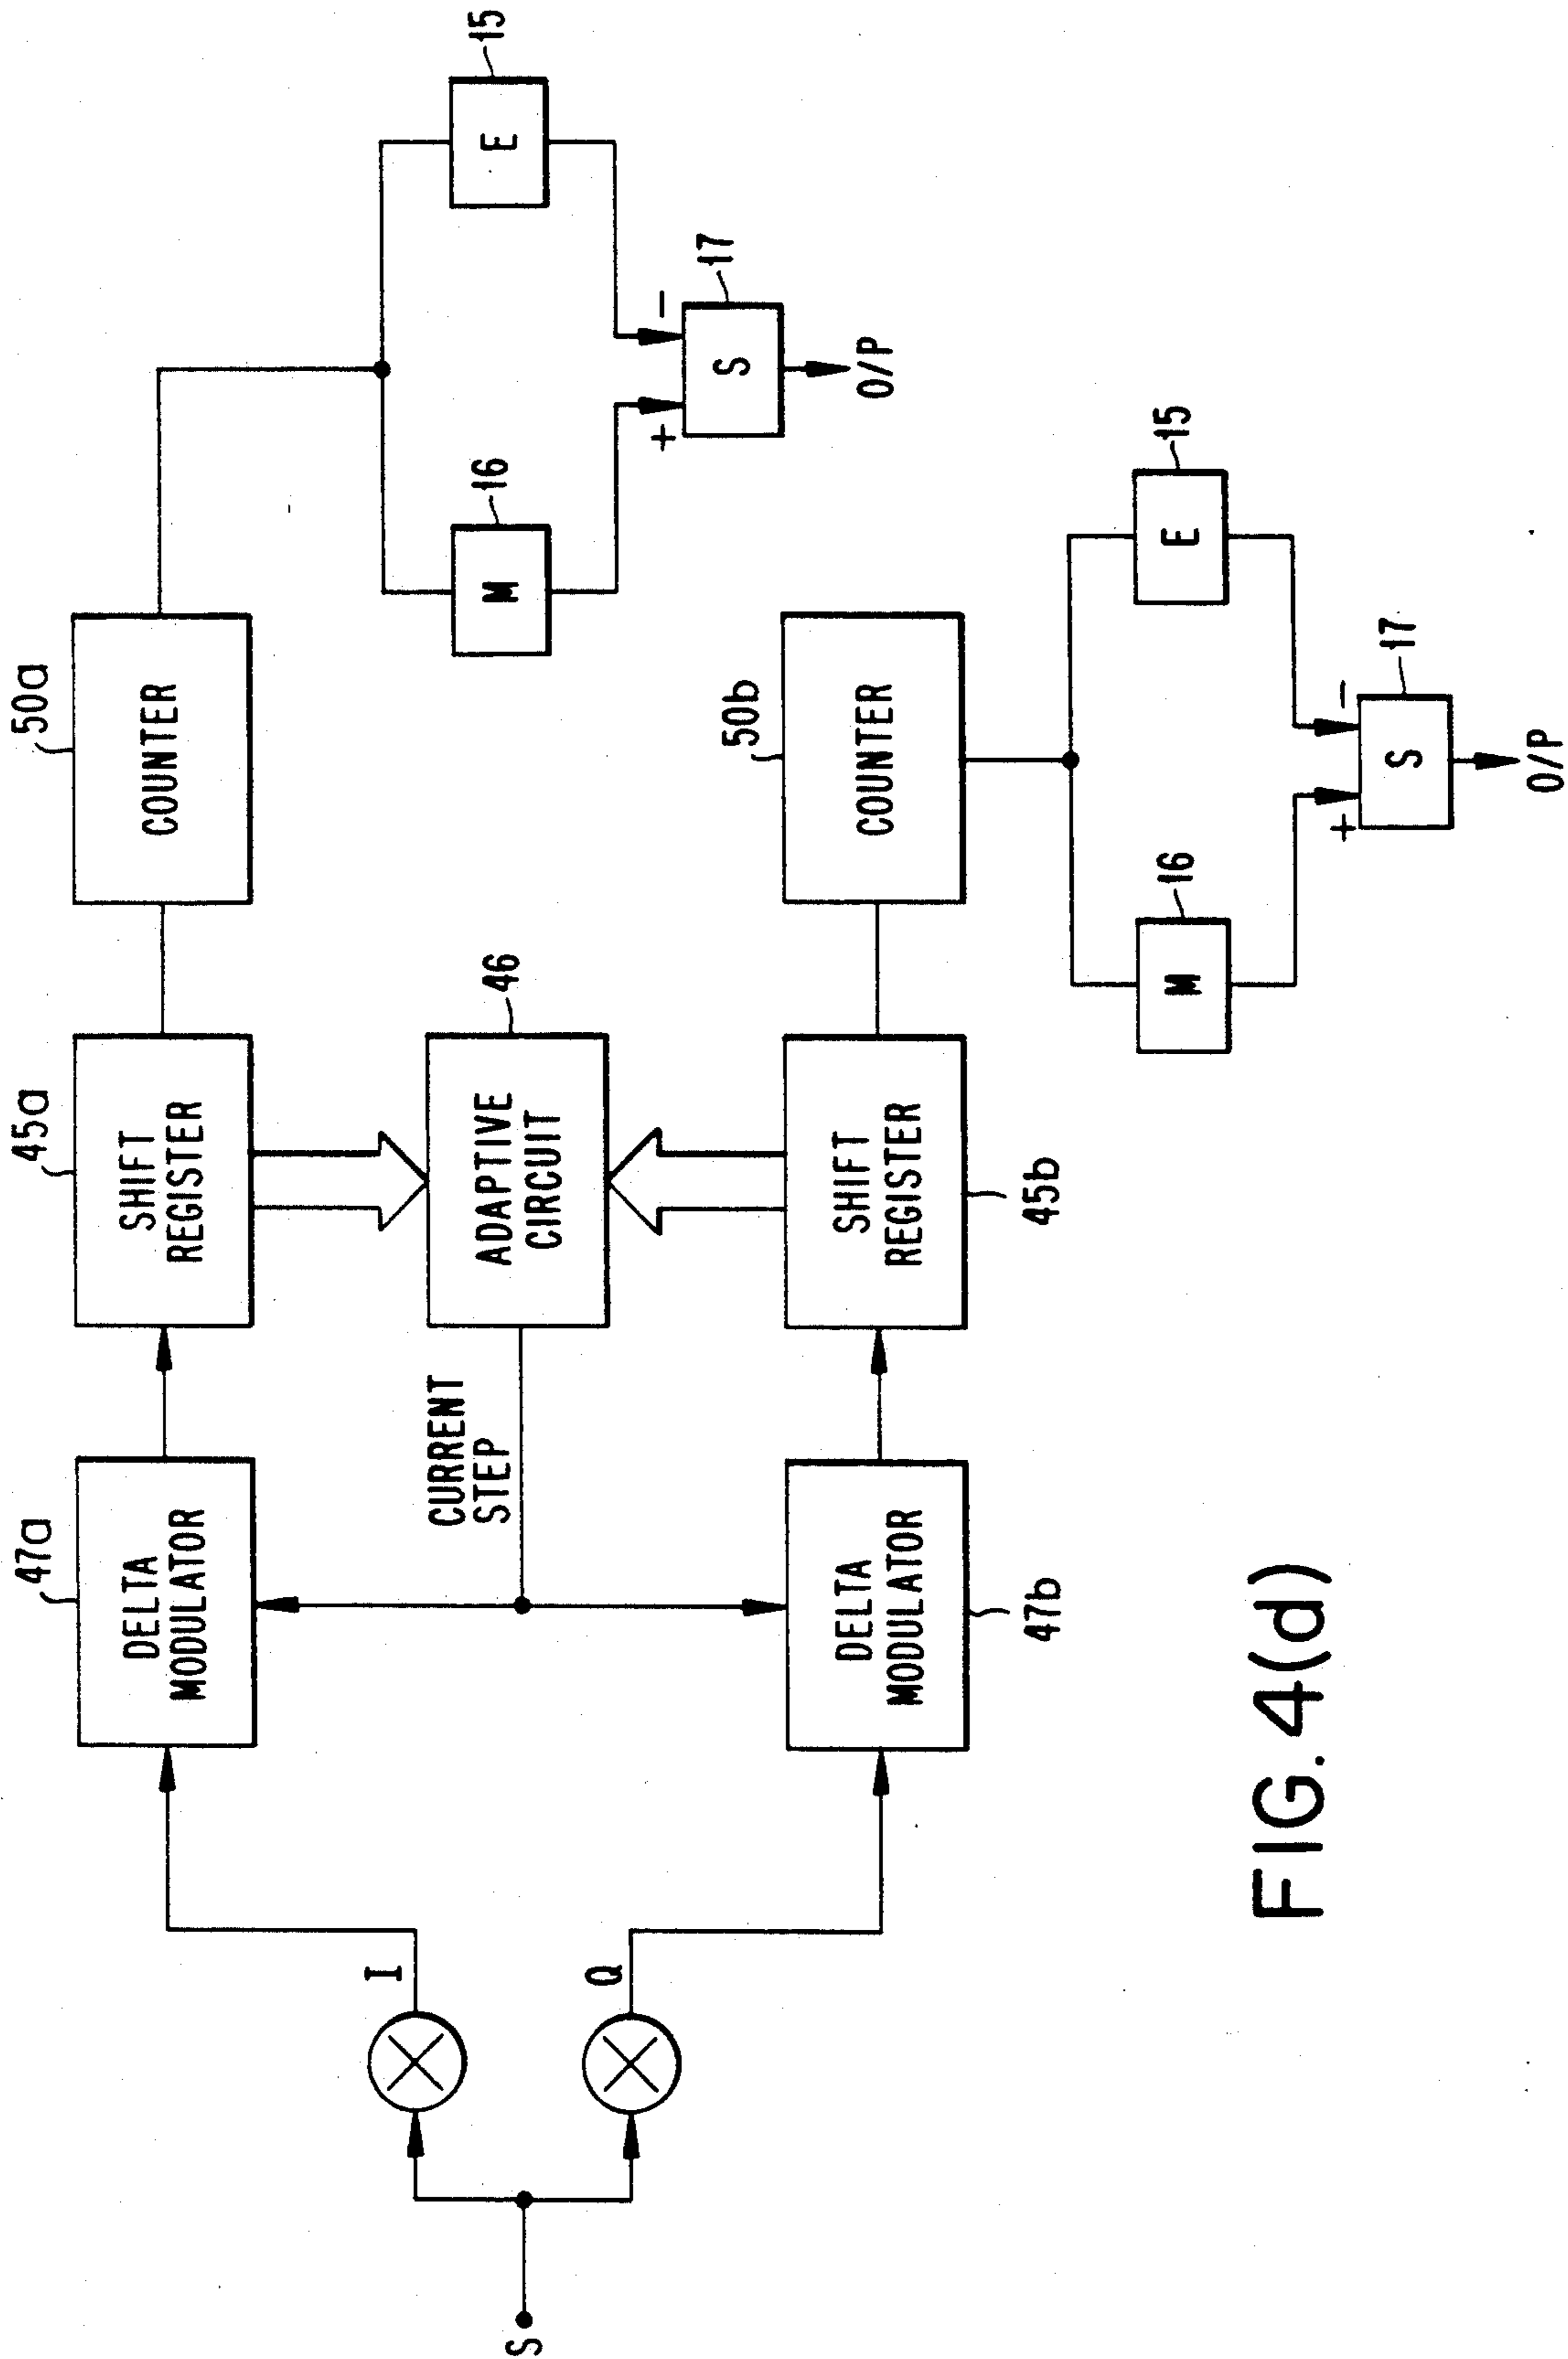 47a
45a
50a
DELTA
MODULATOR
SHIFT
REGISTER
COUNTER
15
E
16
M
I
CURRENT
STEP
46
ADAPTIVE
CIRCUIT
+
-
17
S
O/P
S
Q
DELTA
MODULATOR
47b
SHIFT
REGISTER
45b
50b
COUNTER
16
M
15
E
+
-
17
S
O/P
FIG. 4(d)